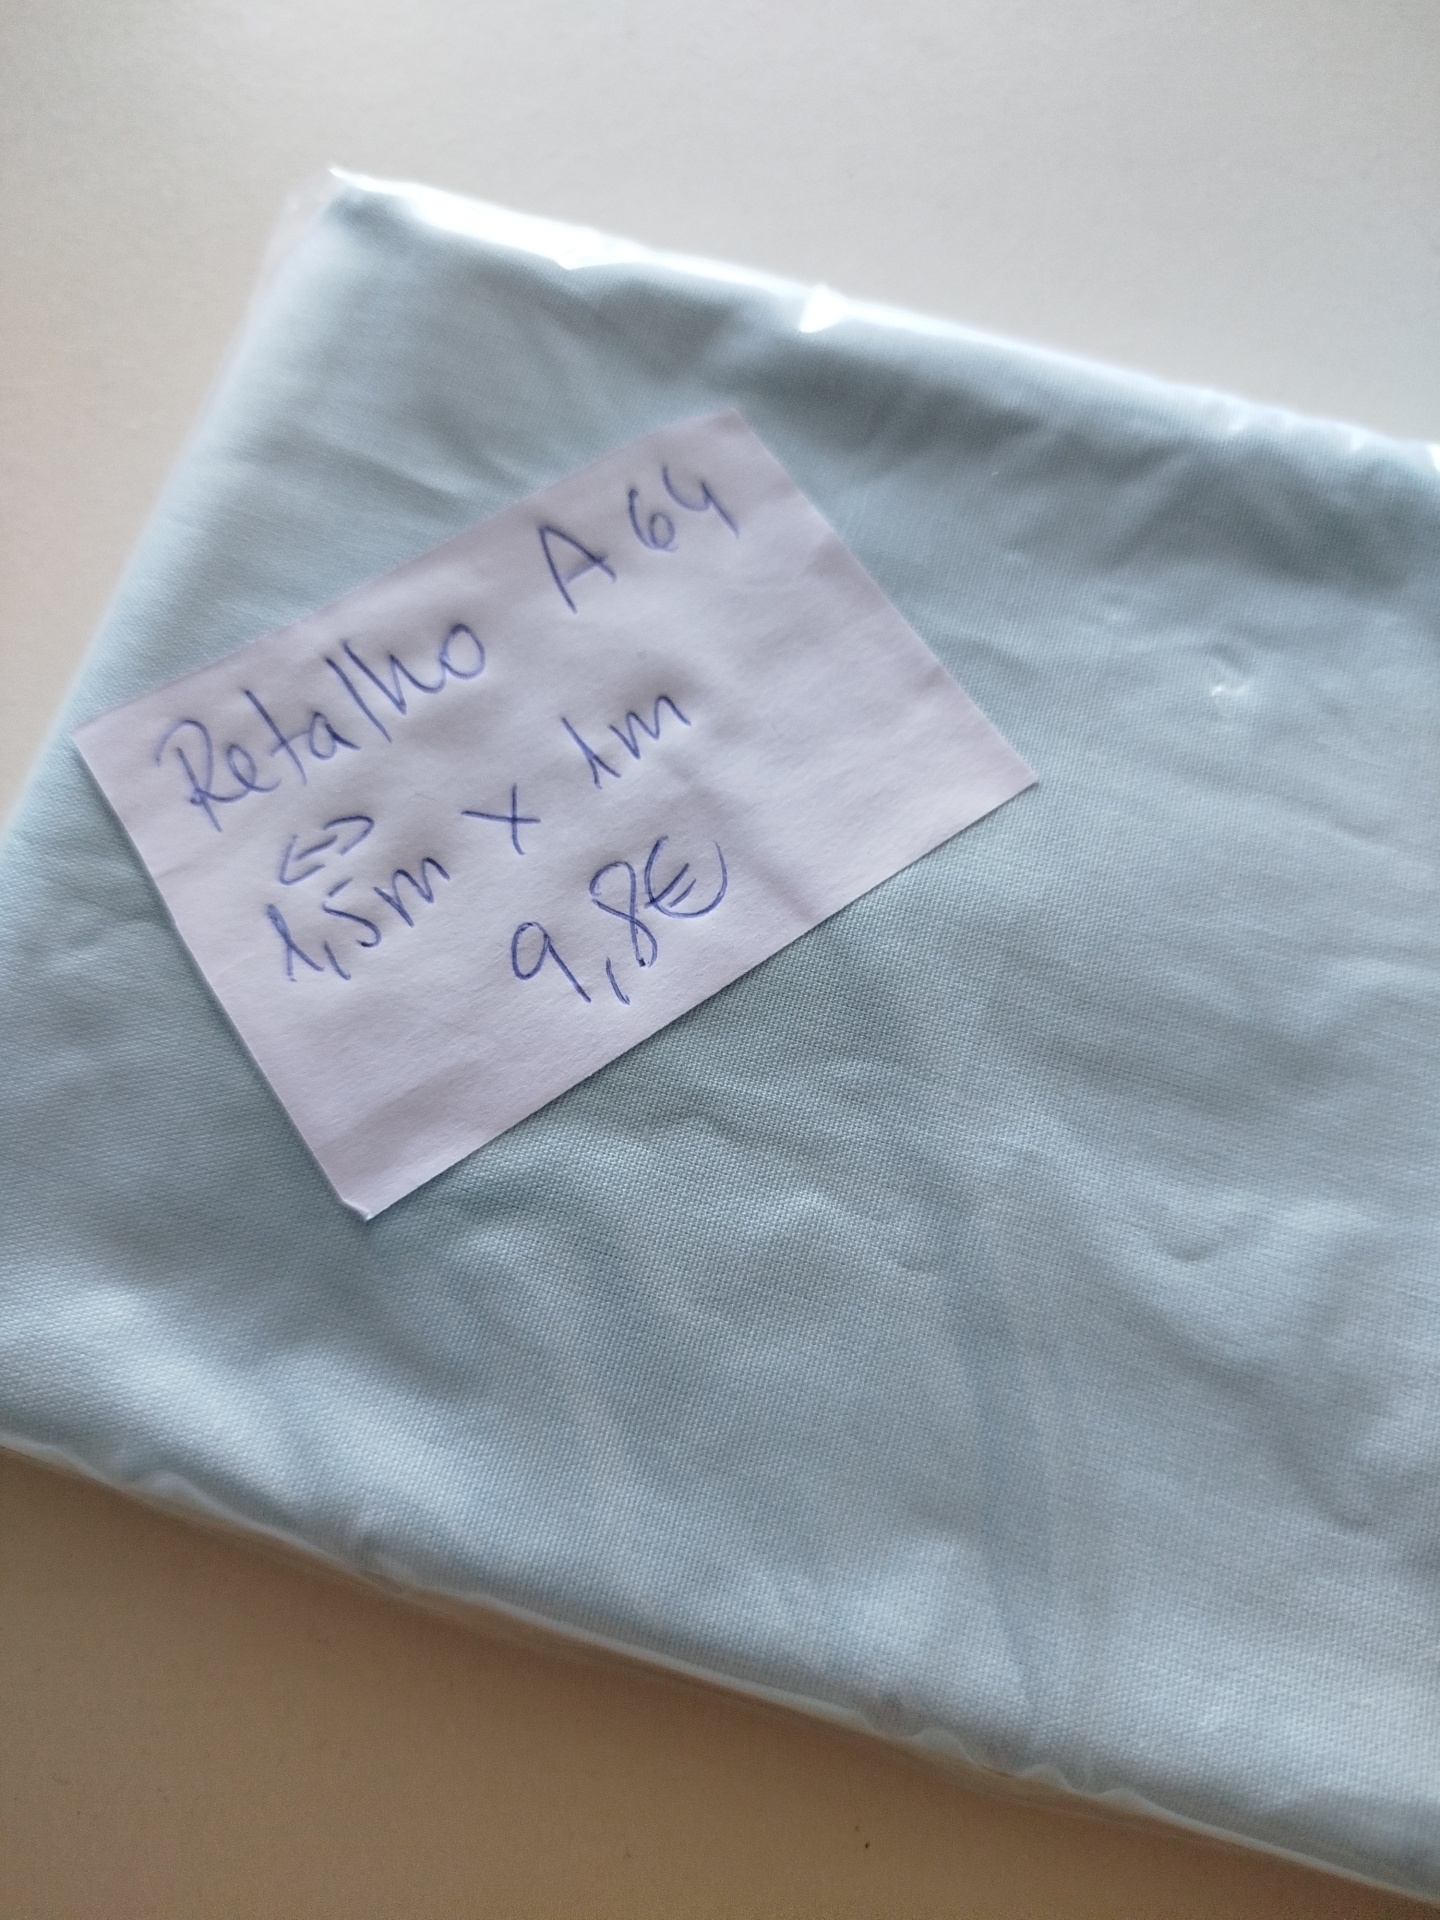 Retalho A64
↔
1,5m x 1m
9,8€